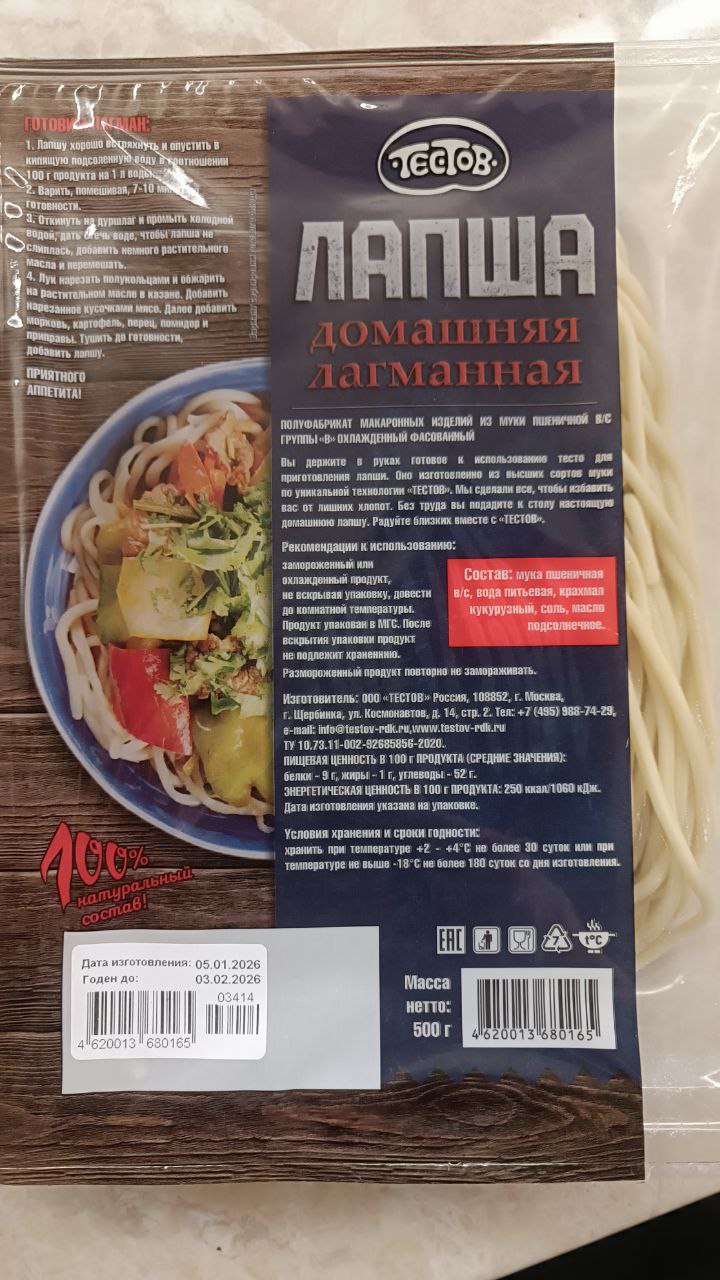 ГОТОВИМ ЛАГМАН:
1. Лапшу хорошо встряхнуть и опустить в
кипящую подсоленную воду в соотношении
100 г продукта на 1 л воды.
2. Варить, помешивая, 7-10 минут до
готовности.
3. Откинуть на дуршлаг и промыть холодной
водой, дать стечь воде, чтобы лапша не
слиплась, добавить немного растительного
масла и перемешать.
4. Лук нарезать полукольцами и обжарить
на растительном масле в казане. Добавить
нарезанное кусочками мясо. Далее добавить
морковь, картофель, перец, помидор и
приправы. Тушить до готовности,
добавить лапшу.
ПРИЯТНОГО
АППЕТИТА!
ТЕСТОВ
ЛАПША
ДОМАШНЯЯ
ЛАГМАННАЯ
ПОЛУФАБРИКАТ МАКАРОННЫХ ИЗДЕЛИЙ ИЗ МУКИ ПШЕНИЧНОЙ В/С
ГРУППЫ «В» ОХЛАЖДЕННЫЙ ФАСОВАННЫЙ
Вы держите в руках готовое к использованию тесто для
приготовления лапши. Оно изготовленно из высших сортов муки
по уникальной технологии «ТЕСТОВ». Мы сделали все, чтобы избавить
вас от лишних хлопот. Без труда вы подадите к столу настоящую
домашнюю лапшу. Радуйте близких вместе с «ТЕСТОВ».
Рекомендации к использованию:
замороженный или
охлажденный продукт,
не вскрывая упаковку, довести
до комнатной температуры.
Продукт упакован в МГС. После
вскрытия упаковки продукт
не подлежит хранению.
Размороженный продукт повторно не замораживать.
Состав: мука пшеничная
в/с, вода питьевая, крахмал
кукурузный, соль, масло
подсолнечное.
Изготовитель: ООО «ТЕСТОВ» Россия, 108852, г. Москва,
г. Щербинка, ул. Космонавтов, д. 14, стр. 2. Тел: +7 (495) 988-74-29,
e-mail: info@testov-rdk.ru,www.testov-rdk.ru
ТУ 10.73.11-002-92685856-2020.
ПИЩЕВАЯ ЦЕННОСТЬ В 100 г ПРОДУКТА (СРЕДНИЕ ЗНАЧЕНИЯ):
белки - 9 г, жиры - 1 г, углеводы - 52 г.
ЭНЕРГЕТИЧЕСКАЯ ЦЕННОСТЬ В 100 г ПРОДУКТА: 250 ккал/1060 кДж.
Дата изготовления указана на упаковке.
Условия хранения и сроки годности:
хранить при температуре +2 - +4°С не более 30 суток или при
температуре не выше -18°С не более 180 суток со дня изготовления.
100%
натуральный
состав!
EAC
7
t°C
Дата изготовления: 05.01.2026
Годен до: 03.02.2026
03414
4 620013 680165
Масса
нетто:
500 г
4 620013 680165